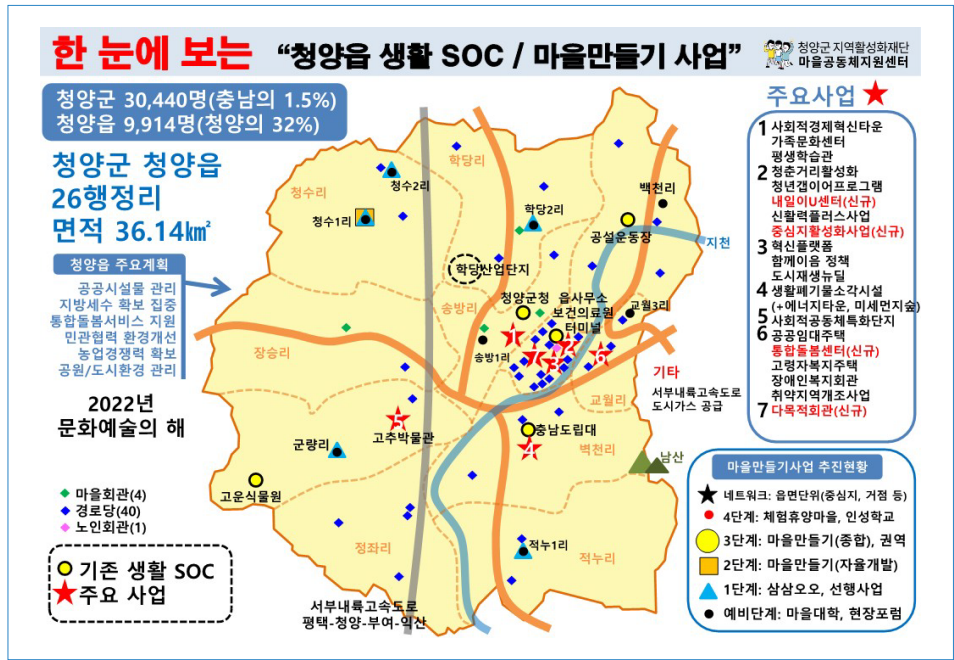 한 눈에 보는 “청양읍 생활 SOC / 마을만들기 사업”
청양군 지역활성화재단
마을공동체지원센터
청양군 30,440명(충남의 1.5%)
청양읍 9,914명(청양의 32%)
청양군 청양읍
26행정리
면적 36.14㎢
청양읍 주요계획
공공시설물 관리
지방세수 확보 집중
통합돌봄서비스 지원
민관협력 환경개선
농업경쟁력 확보
공원/도시환경 관리
2022년
문화예술의 해
마을회관(4)
경로당(40)
노인회관(1)
기존 생활 SOC
주요 사업
학당리
청수리
청수2리
청수1리
학당2리
백천리
공설운동장
지천
학당산업단지
송방리
청양군청
읍사무소
보건의료원
터미널
교월3리
송방1리
1
2
3
7
6
장승리
기타
서부내륙고속도로
도시가스 공급
교월리
5
고추박물관
충남도립대
4
벽천리
남산
군량리
고운식물원
정좌리
적누1리
적누리
서부내륙고속도로
평택-청양-부여-익산
주요사업
1 사회적경제혁신타운
가족문화센터
평생학습관
2 청춘거리활성화
청년갭이어프로그램
내일이U센터(신규)
신활력플러스사업
중심지활성화사업(신규)
3 혁신플랫폼
함께이음 정책
도시재생뉴딜
4 생활폐기물소각시설
(+에너지타운, 미세먼지숲)
5 사회적공동체특화단지
6 공공임대주택
통합돌봄센터(신규)
고령자복지주택
장애인복지회관
취약지역개조사업
7 다목적회관(신규)
마을만들기사업 추진현황
네트워크: 읍면단위(중심지, 거점 등)
4단계: 체험휴양마을, 인성학교
3단계: 마을만들기(종합), 권역
2단계: 마을만들기(자율개발)
1단계: 삼삼오오, 선행사업
예비단계: 마을대학, 현장포럼